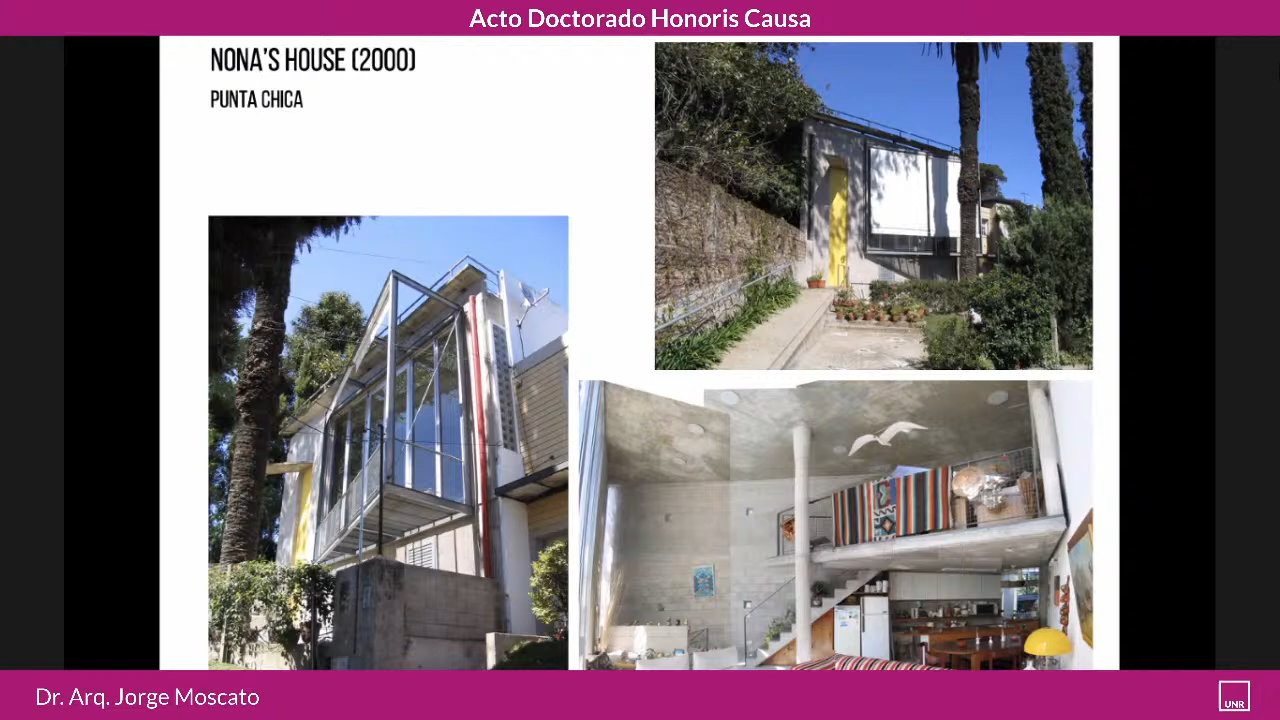 Acto Doctorado Honoris Causa
NONA'S HOUSE (2000)
PUNTA CHICA
Dr. Arq. Jorge Moscato
UNR